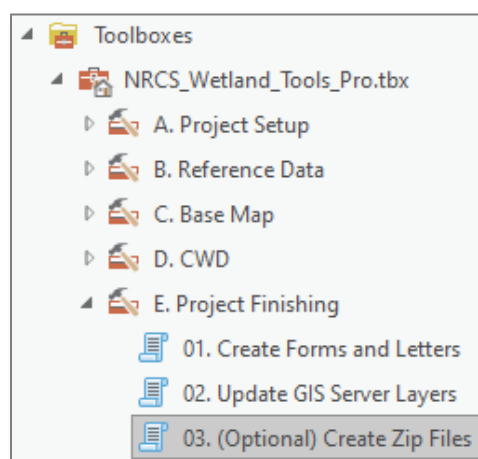 Toolboxes
NRCS_Wetland_Tools_Pro.tbx
A. Project Setup
B. Reference Data
C. Base Map
D. CWD
E. Project Finishing
01. Create Forms and Letters
02. Update GIS Server Layers
03. (Optional) Create Zip Files